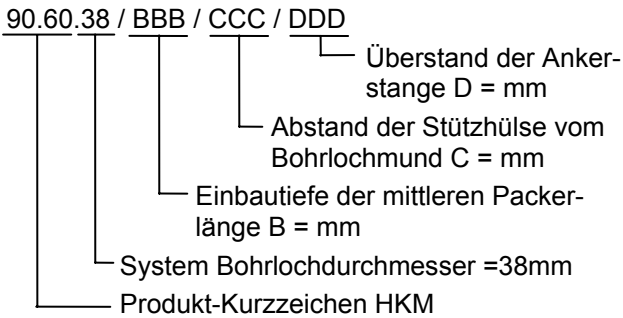 90.60.38 / BBB / CCC / DDD
Überstand der Anker-
stange D = mm
Abstand der Stützhülse vom
Bohrlochmund C = mm
Einbautiefe der mittleren Packer-
länge B = mm
System Bohrlochdurchmesser =38mm
Produkt-Kurzzeichen HKM